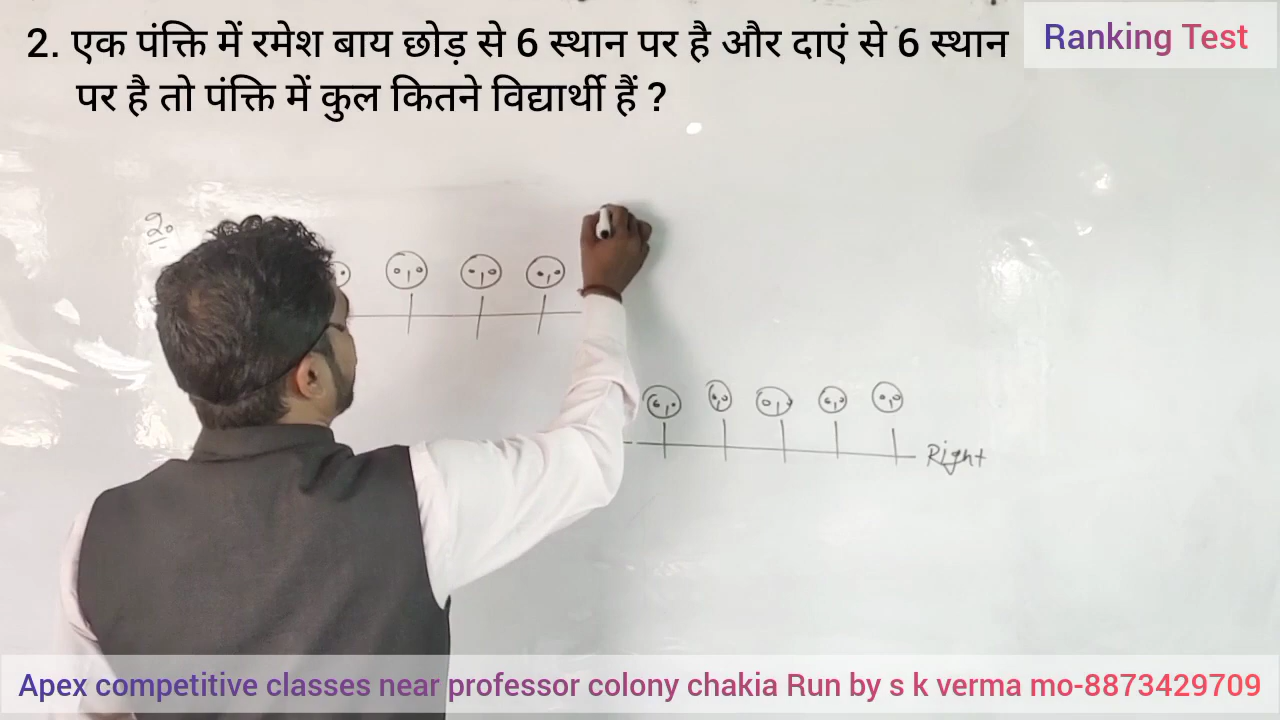 2. एक पंक्ति में रमेश बाय छोड़ से 6 स्थान पर है और दाएं से 6 स्थान
पर है तो पंक्ति में कुल कितने विद्यार्थी हैं ?
Ranking Test
2.
Right
Apex competitive classes near professor colony chakia Run by s k verma mo-8873429709